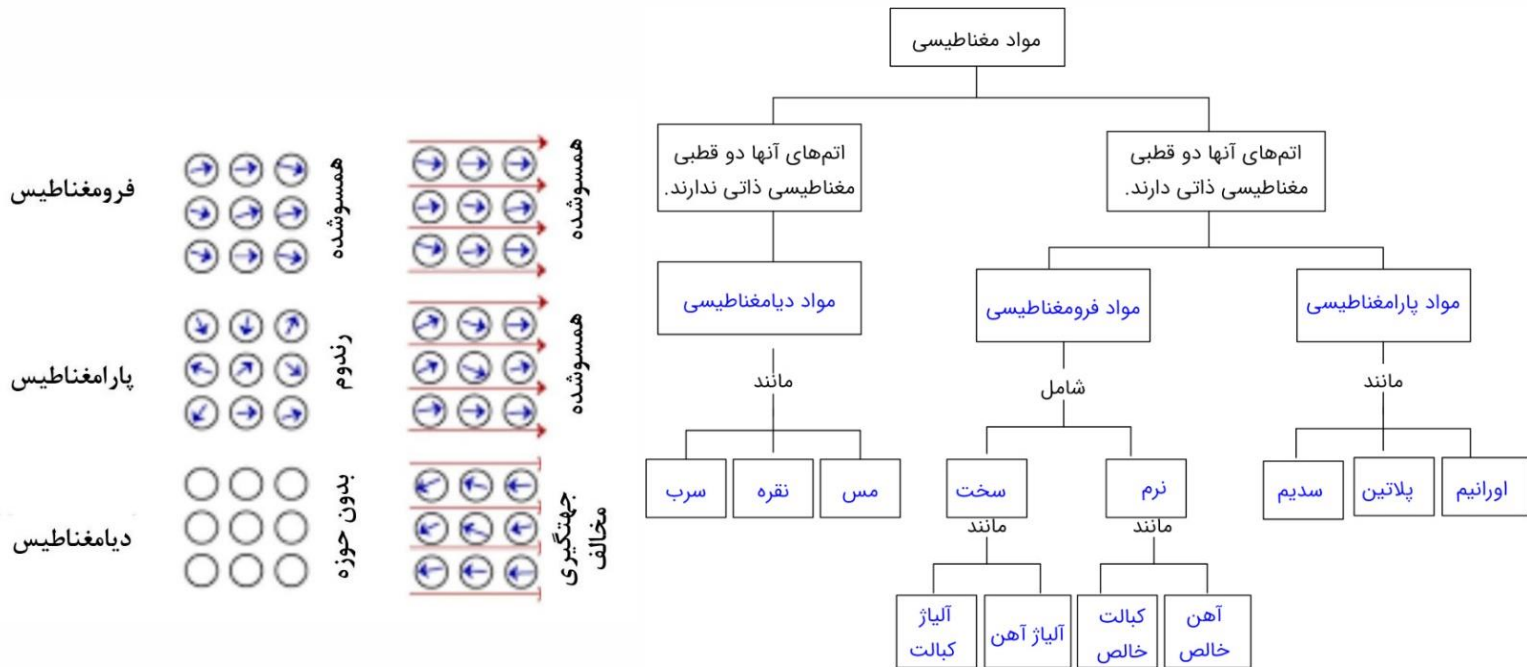 مواد مغناطیسی
اتم‌های آنها دو قطبی
مغناطیسی ذاتی دارند.
اتم‌های آنها دو قطبی
مغناطیسی ذاتی ندارند.
مواد پارامغناطیسی
مواد فرومغناطیسی
مواد دیامغناطیسی
مانند
شامل
مانند
اورانیم
پلاتین
سدیم
نرم
سخت
مس
نقره
سرب
مانند
مانند
آهن
خالص
کبالت
خالص
آلیاژ آهن
آلیاژ
کبالت
همسوشده
همسوشده
فرومغناطیس
همسوشده
رندوم
پارامغناطیس
جهتگیری
مخالف
بدون حوزه
دیامغناطیس